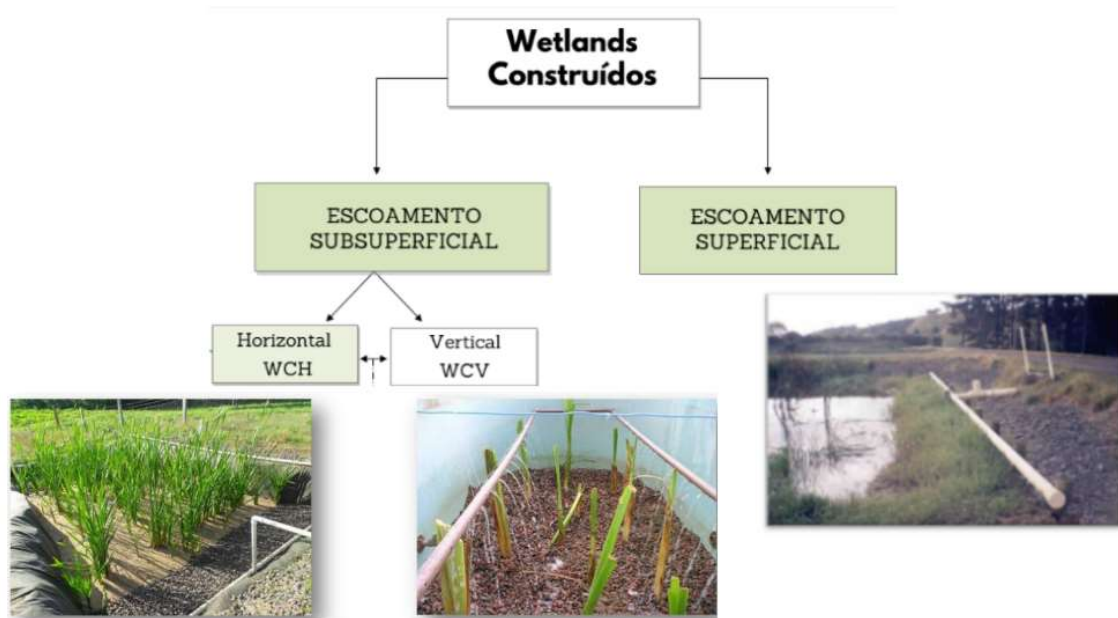 Wetlands
Construídos
ESCOAMENTO
SUBSUPERFICIAL
ESCOAMENTO
SUPERFICIAL
Horizontal
WCH
Vertical
WCV